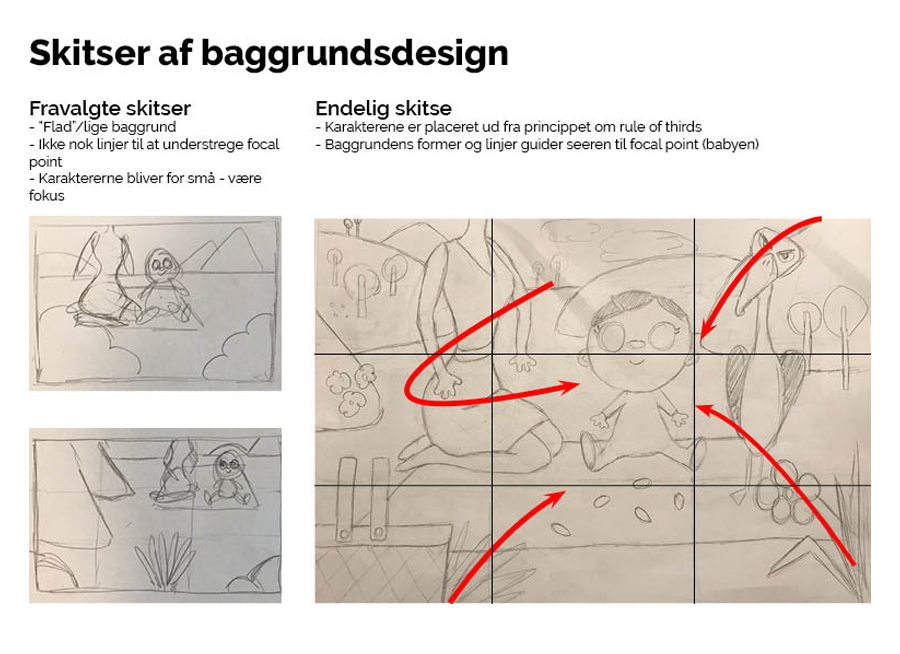 Skitser af baggrundsdesign
Fravalgte skitser
- “Flad”/lige baggrund
- Ikke nok linjer til at understrege focal
point
- Karaktererne bliver for små - være
fokus
Endelig skitse
- Karakterene er placeret ud fra princippet om rule of thirds
- Baggrundens former og linjer guider seeren til focal point (babyen)